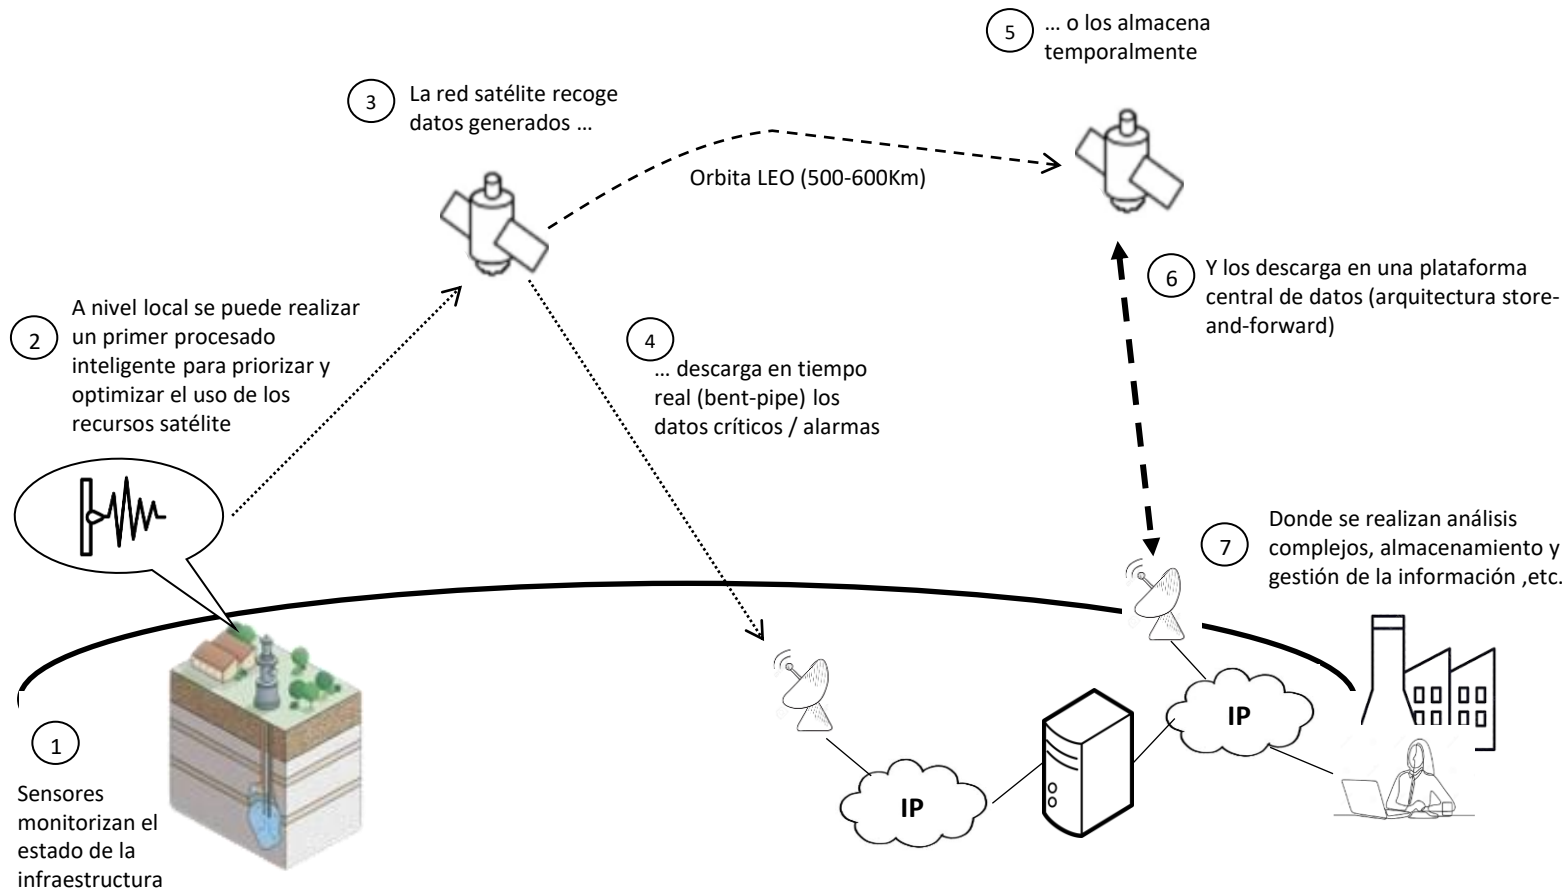 1
Sensores
monitorizan el
estado de la
infraestructura
2
A nivel local se puede realizar
un primer procesado
inteligente para priorizar y
optimizar el uso de los
recursos satélite
3
La red satélite recoge
datos generados ...
Orbita LEO (500-600Km)
4
... descarga en tiempo
real (bent-pipe) los
datos críticos / alarmas
5
... o los almacena
temporalmente
6
Y los descarga en una plataforma
central de datos (arquitectura store-
and-forward)
7
Donde se realizan análisis
complejos, almacenamiento y
gestión de la información ,etc.
IP
IP